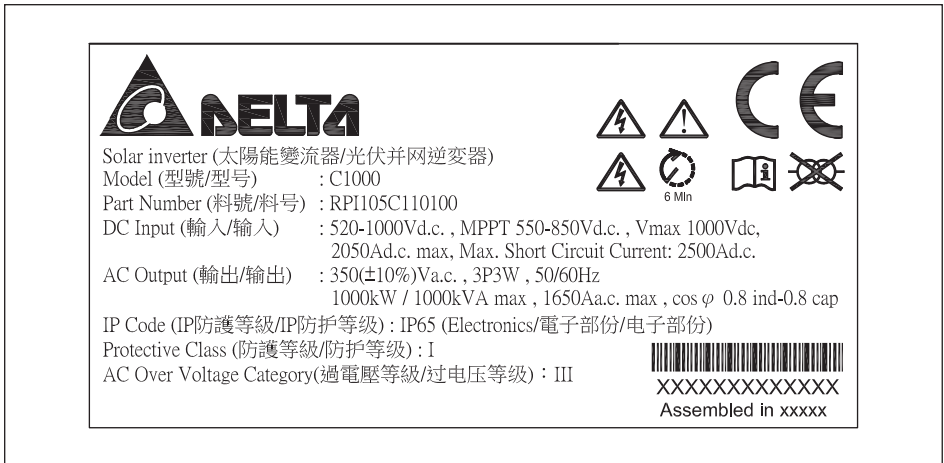 DELTA
Solar inverter (太陽能變流器/光伏并网逆变器)
Model (型號/型号) : C1000
Part Number (料號/料号) : RPI105C110100
DC Input (輸入/输入) : 520-1000Vd.c. , MPPT 550-850Vd.c. , Vmax 1000Vdc,
2050Ad.c. max, Max. Short Circuit Current: 2500Ad.c.
AC Output (輸出/输出) : 350(±10%)Va.c. , 3P3W , 50/60Hz
1000kW / 1000kVA max , 1650Aa.c. max , cos φ 0.8 ind-0.8 cap
IP Code (IP防護等級/IP防护等级) : IP65 (Electronics/電子部份/电子部份)
Protective Class (防護等級/防护等级) : I
AC Over Voltage Category(過電壓等級/过电压等级) : III
CE
6 Min
XXXXXXXXXXXXX
Assembled in xxxxx